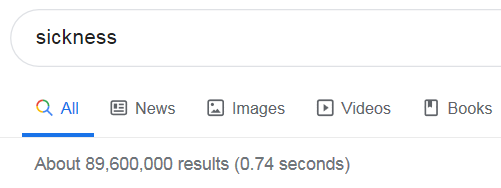 sickness
All News Images Videos Books
About 89,600,000 results (0.74 seconds)